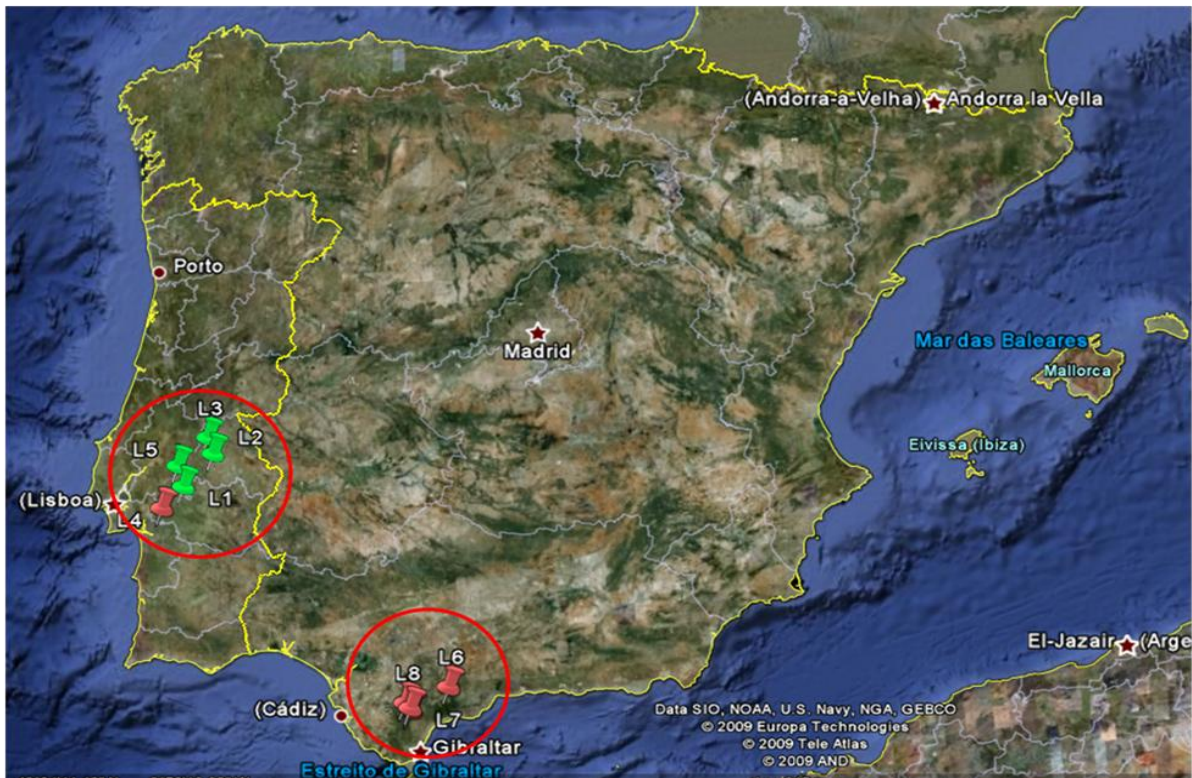 (Andorra-a-Velha) Andorra la Vella
Porto
Madrid
Mar das Baleares
Mallorca
Eivissa (Ibiza)
L3
L2
L5
L1
(Lisboa)
L4
El-Jazair (Arge
L6
L8
L7
(Cádiz)
Gibraltar
Estreito de Gibraltar
Data SIO, NOAA, U.S. Navy, NGA, GEBCO
© 2009 Europa Technologies
© 2009 Tele Atlas
© 2009 AND